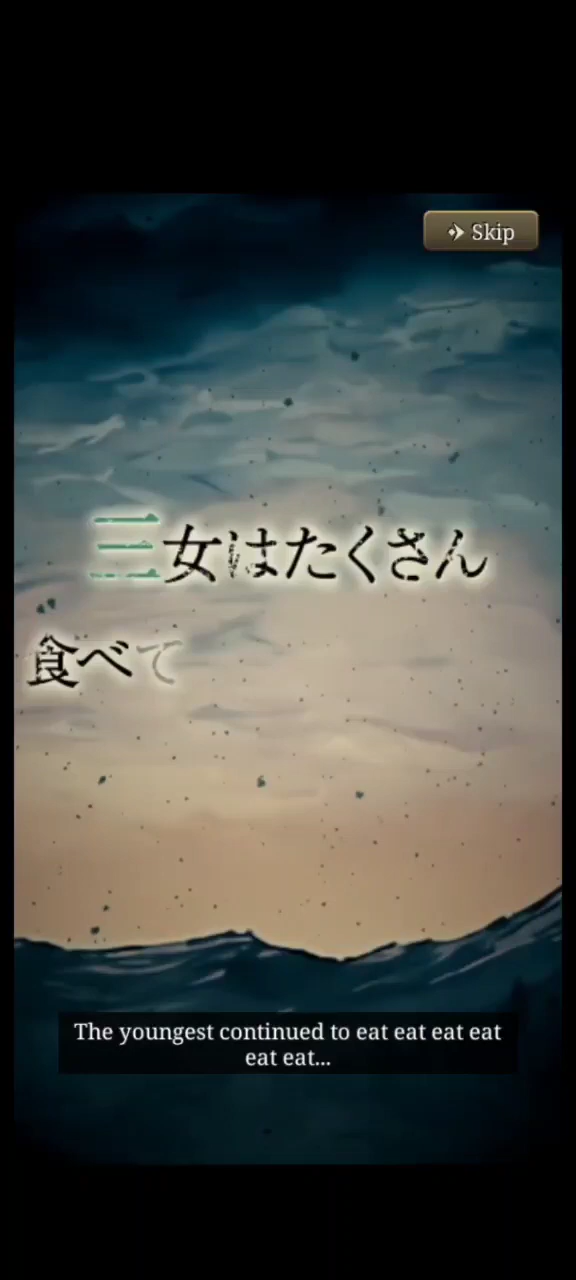 Skip
三女はたくさん
食べて
The youngest continued to eat eat eat eat
eat eat...